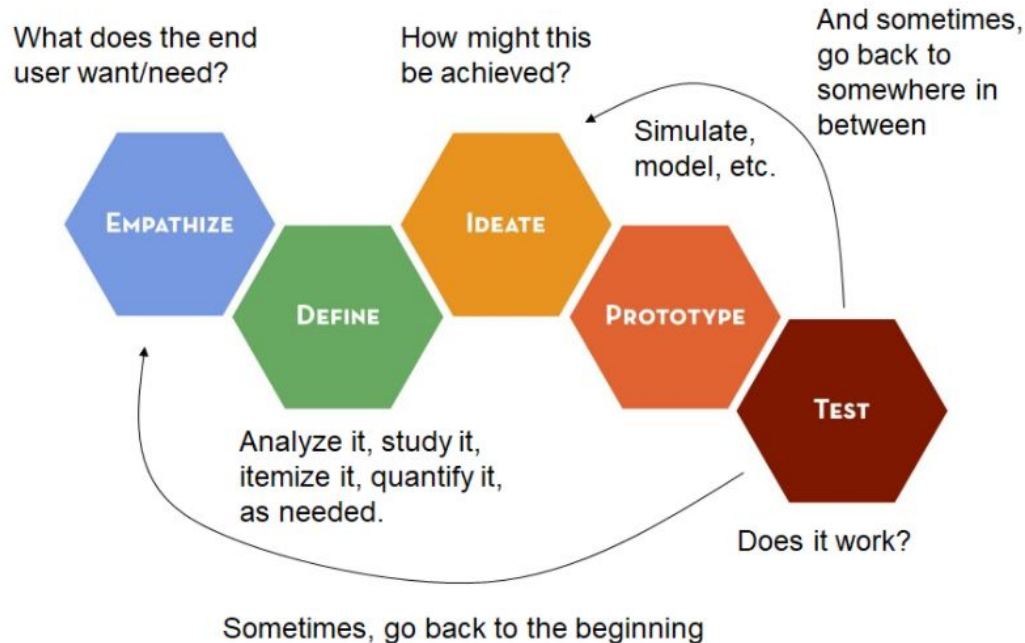 What does the end
user want/need?
How might this
be achieved?
And sometimes,
go back to
somewhere in
between
Simulate,
model, etc.
EMPATHIZE
IDEATE
DEFINE
PROTOTYPE
TEST
Analyze it, study it,
itemize it, quantify it,
as needed.
Does it work?
Sometimes, go back to the beginning